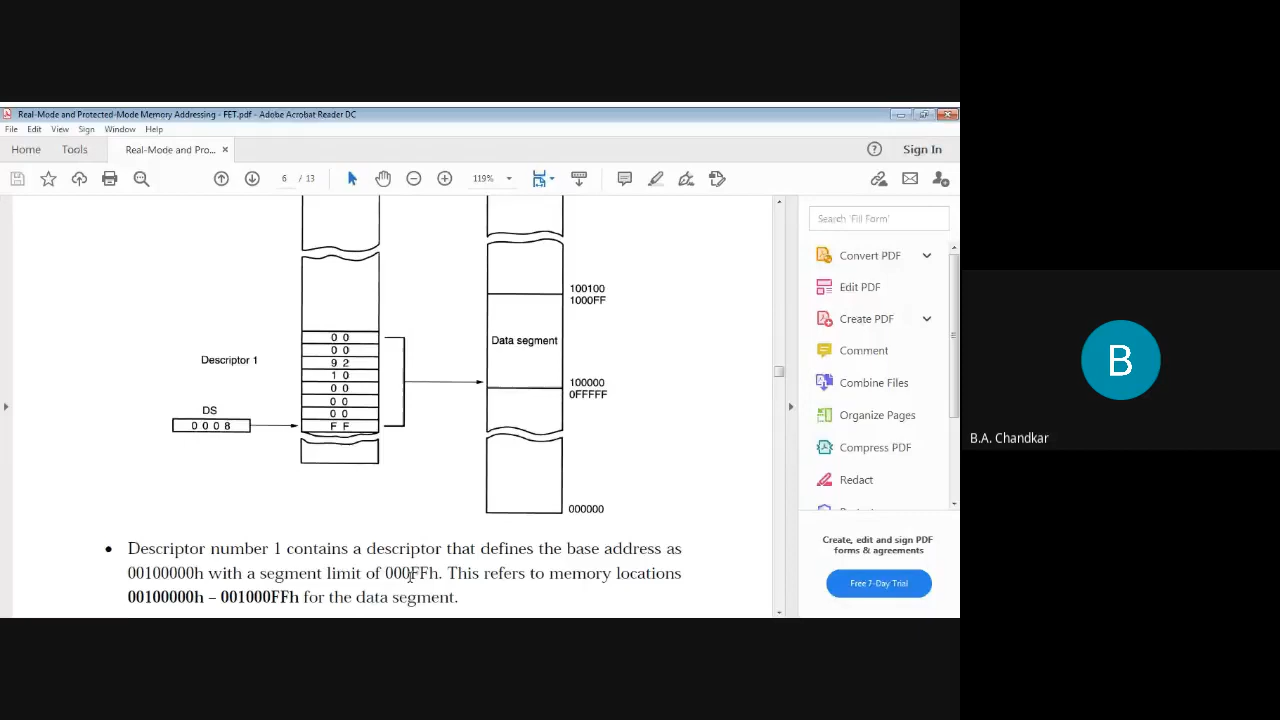 Real-Mode and Protected-Mode Memory Addressing - FET.pdf - Adobe Acrobat Reader DC
File Edit View Sign Window Help
Home Tools Real-Mode and Pro... × Sign In
6 / 13 119%
Search 'Fill Form'
Convert PDF
Edit PDF
Create PDF
Comment
Combine Files
Organize Pages
Compress PDF
Redact
Create, edit and sign PDF
forms & agreements
Free 7-Day Trial
100100
1000FF
Data segment
100000
0FFFFF
000000
Descriptor 1
0 0
0 0
9 2
1 0
0 0
0 0
0 0
F F
DS
0 0 0 8
• Descriptor number 1 contains a descriptor that defines the base address as
00100000h with a segment limit of 000FFh. This refers to memory locations
00100000h – 001000FFh for the data segment.
B
B.A. Chandkar